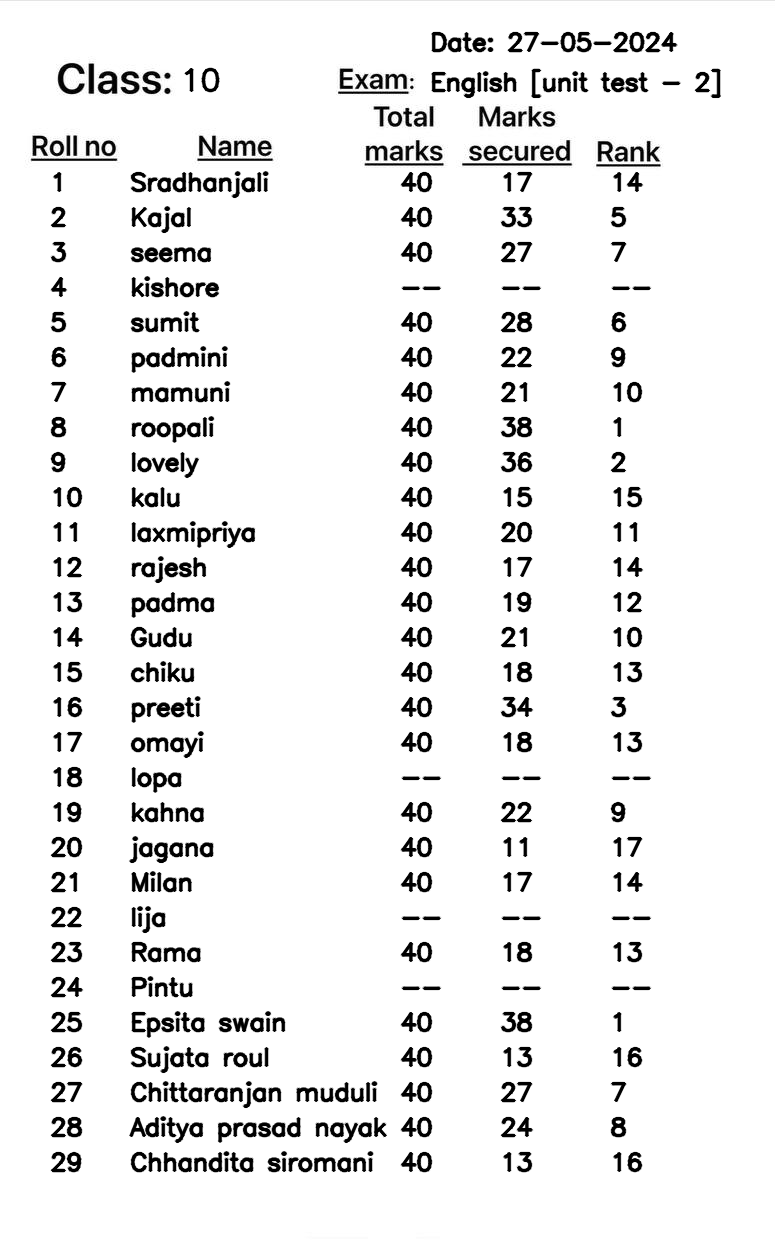 Date: 27-05-2024
Class: 10 Exam: English [unit test - 2]
Roll no Name Total marks Marks secured Rank
1 Sradhanjali 40 17 14
2 Kajal 40 33 5
3 seema 40 27 7
4 kishore -- -- --
5 sumit 40 28 6
6 padmini 40 22 9
7 mamuni 40 21 10
8 roopali 40 38 1
9 lovely 40 36 2
10 kalu 40 15 15
11 laxmipriya 40 20 11
12 rajesh 40 17 14
13 padma 40 19 12
14 Gudu 40 21 10
15 chiku 40 18 13
16 preeti 40 34 3
17 omayi 40 18 13
18 lopa -- -- --
19 kahna 40 22 9
20 jagana 40 11 17
21 Milan 40 17 14
22 lija -- -- --
23 Rama 40 18 13
24 Pintu -- -- --
25 Epsita swain 40 38 1
26 Sujata roul 40 13 16
27 Chittaranjan muduli 40 27 7
28 Aditya prasad nayak 40 24 8
29 Chhandita siromani 40 13 16